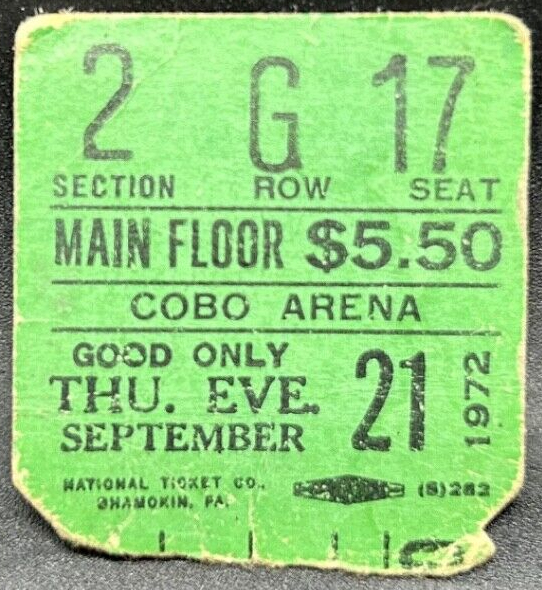 2 G 17
SECTION ROW SEAT
MAIN FLOOR $5.50
COBO ARENA
GOOD ONLY
THU. EVE.
SEPTEMBER 21 1972
NATIONAL TICKET CO.,
SHAMOKIN, PA.
(S)282